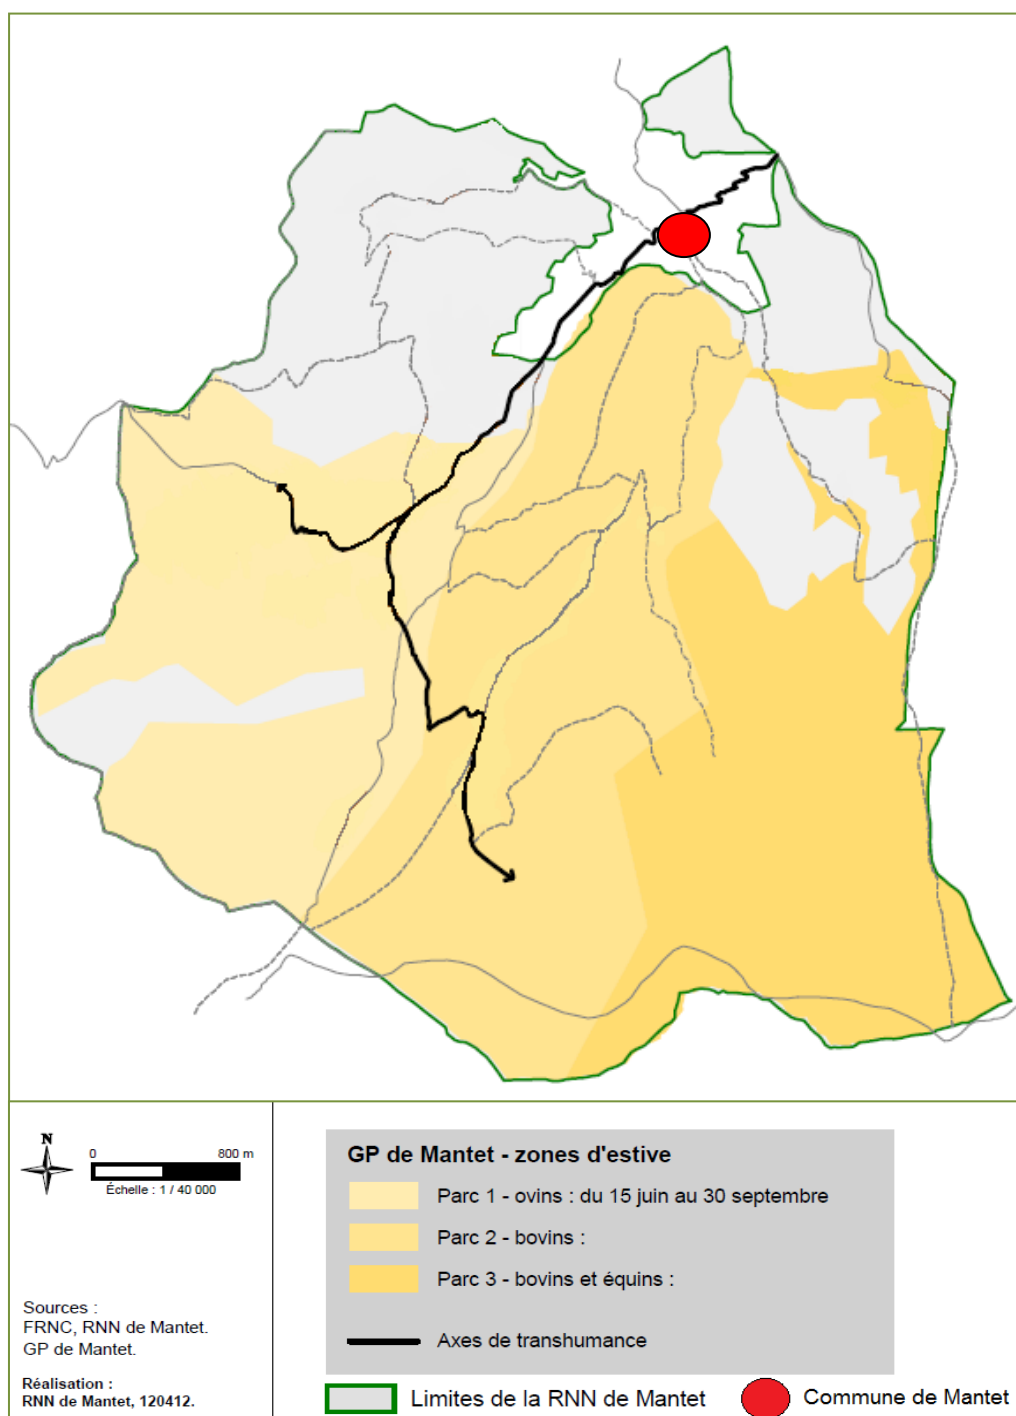 N
0 800 m
Échelle : 1 / 40 000
Sources :
FRNC, RNN de Mantet.
GP de Mantet.
Réalisation :
RNN de Mantet, 120412.
GP de Mantet - zones d'estive
Parc 1 - ovins : du 15 juin au 30 septembre
Parc 2 - bovins :
Parc 3 - bovins et équins :
Axes de transhumance
Limites de la RNN de Mantet
Commune de Mantet